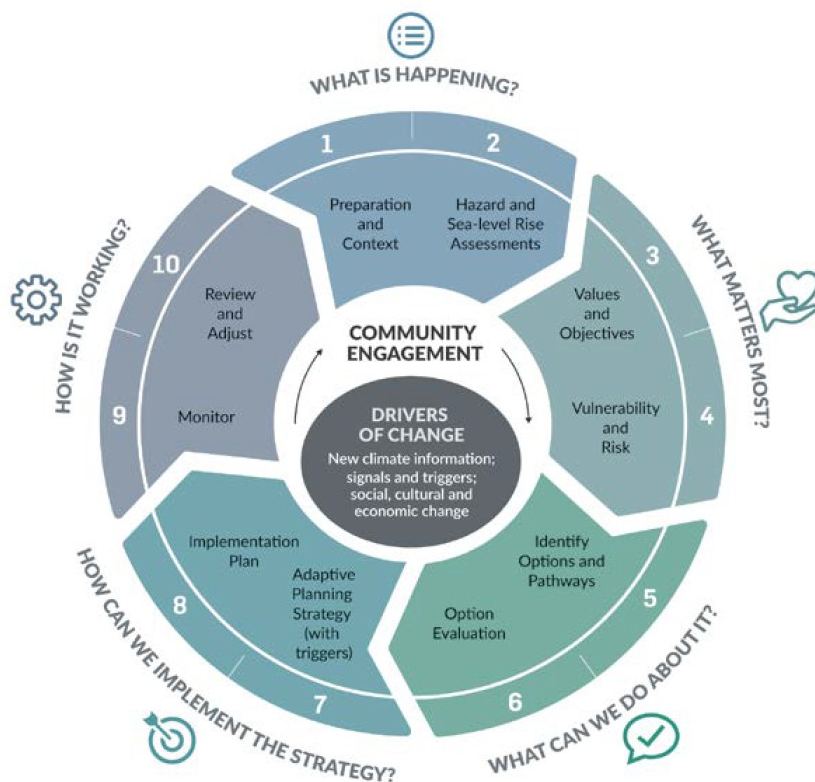 WHAT IS HAPPENING?
1
Preparation
and
Context
2
Hazard and
Sea-level Rise
Assessments
WHAT MATTERS MOST?
3
Values
and
Objectives
4
Vulnerability
and
Risk
WHAT CAN WE DO ABOUT IT?
5
Identify
Options and
Pathways
6
Option
Evaluation
HOW CAN WE IMPLEMENT THE STRATEGY?
7
Adaptive
Planning
Strategy
(with
triggers)
8
Implementation
Plan
HOW IS IT WORKING?
9
Monitor
10
Review
and
Adjust
COMMUNITY
ENGAGEMENT
DRIVERS
OF CHANGE
New climate information;
signals and triggers;
social, cultural and
economic change